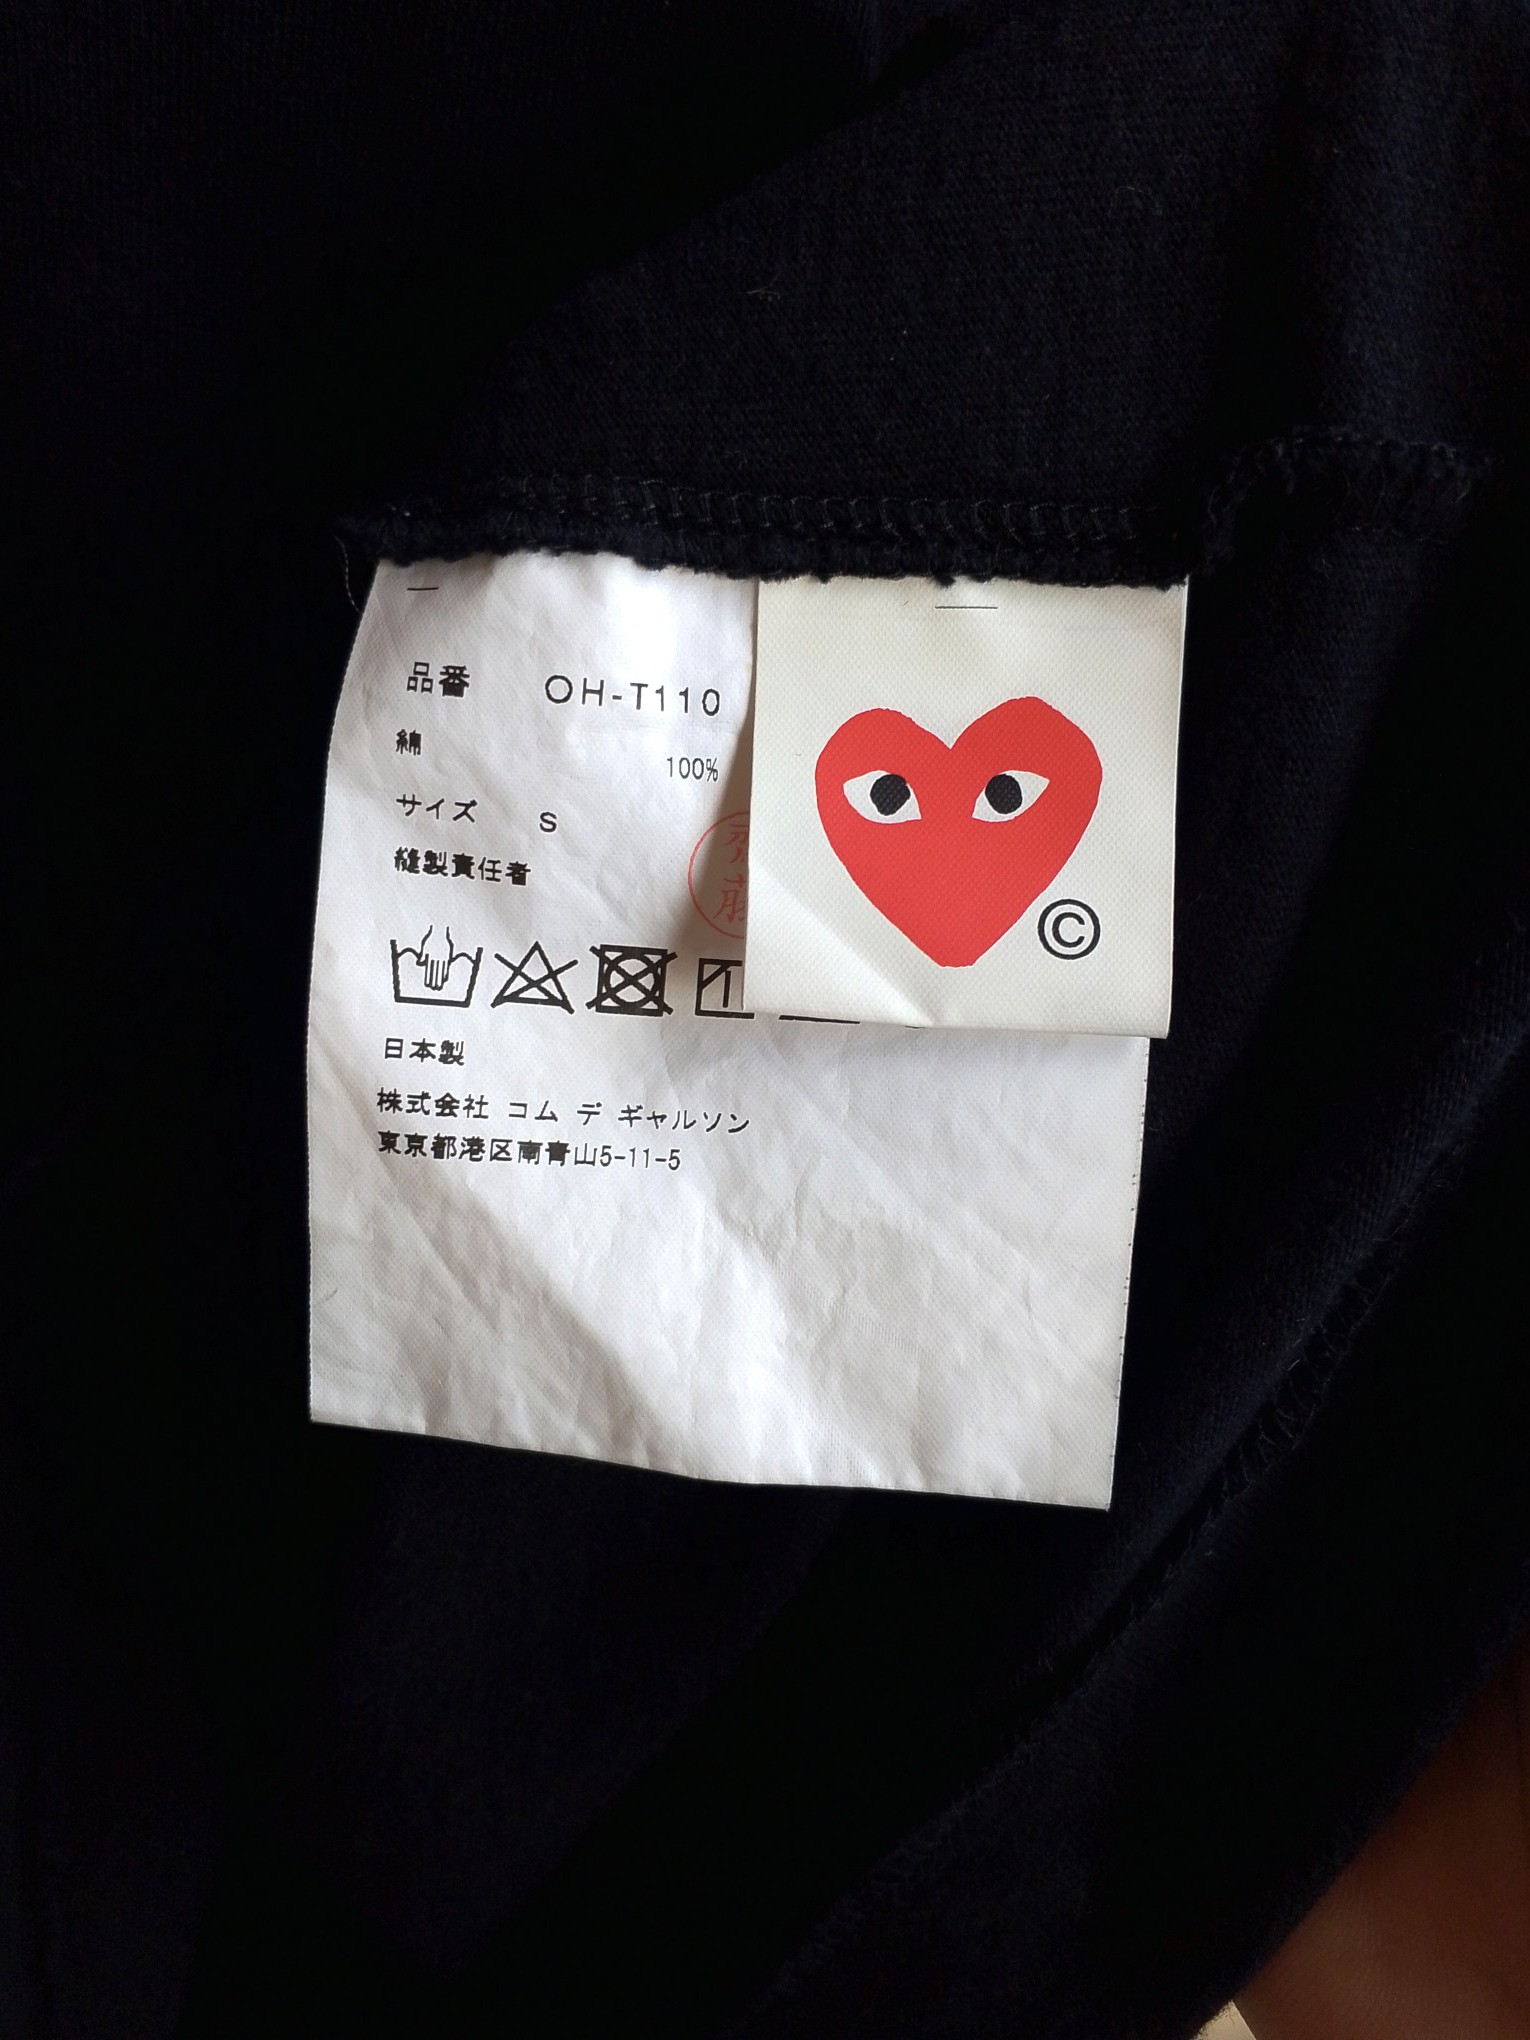 品番 OH-T110
綿 100%
サイズ S
縫製責任者
斎藤
©
日本製
株式会社 コム デ ギャルソン
東京都港区南青山5-11-5